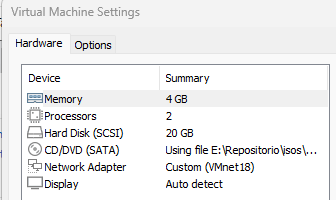 Virtual Machine Settings
Hardware Options
Device Summary
Memory 4 GB
Processors 2
Hard Disk (SCSI) 20 GB
CD/DVD (SATA) Using file E:\Repositorio\isos\...
Network Adapter Custom (VMnet18)
Display Auto detect